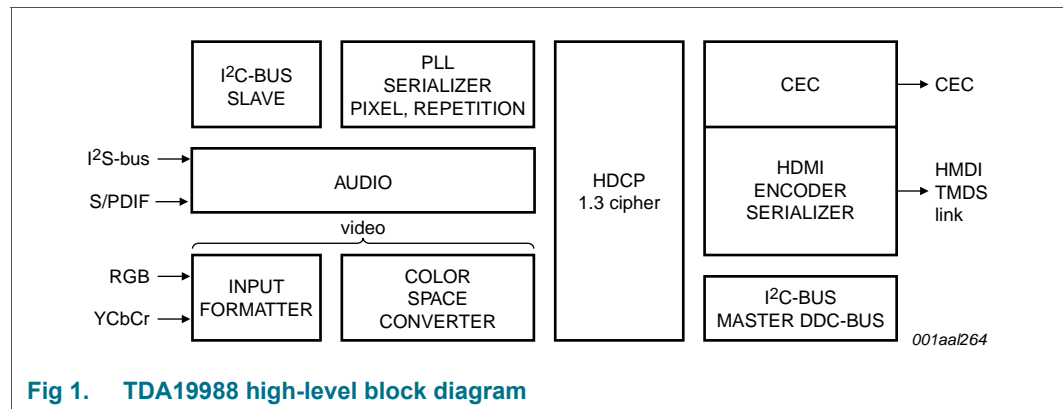 I2C-BUS
SLAVE
PLL
SERIALIZER
PIXEL, REPETITION
I2S-bus
S/PDIF
AUDIO
video
RGB
YCbCr
INPUT
FORMATTER
COLOR
SPACE
CONVERTER
HDCP
1.3 cipher
CEC
CEC
HDMI
ENCODER
SERIALIZER
HMDI
TMDS
link
I2C-BUS
MASTER DDC-BUS
001aal264
Fig 1. TDA19988 high-level block diagram